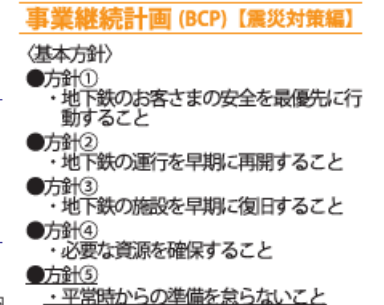 事業継続計画 (BCP)【震災対策編】
〈基本方針〉
●方針①
・地下鉄のお客さまの安全を最優先に行
動すること
●方針②
・地下鉄の運行を早期に再開すること
●方針③
・地下鉄の施設を早期に復旧すること
●方針④
・必要な資源を確保すること
●方針⑤
・平常時からの準備を怠らないこと